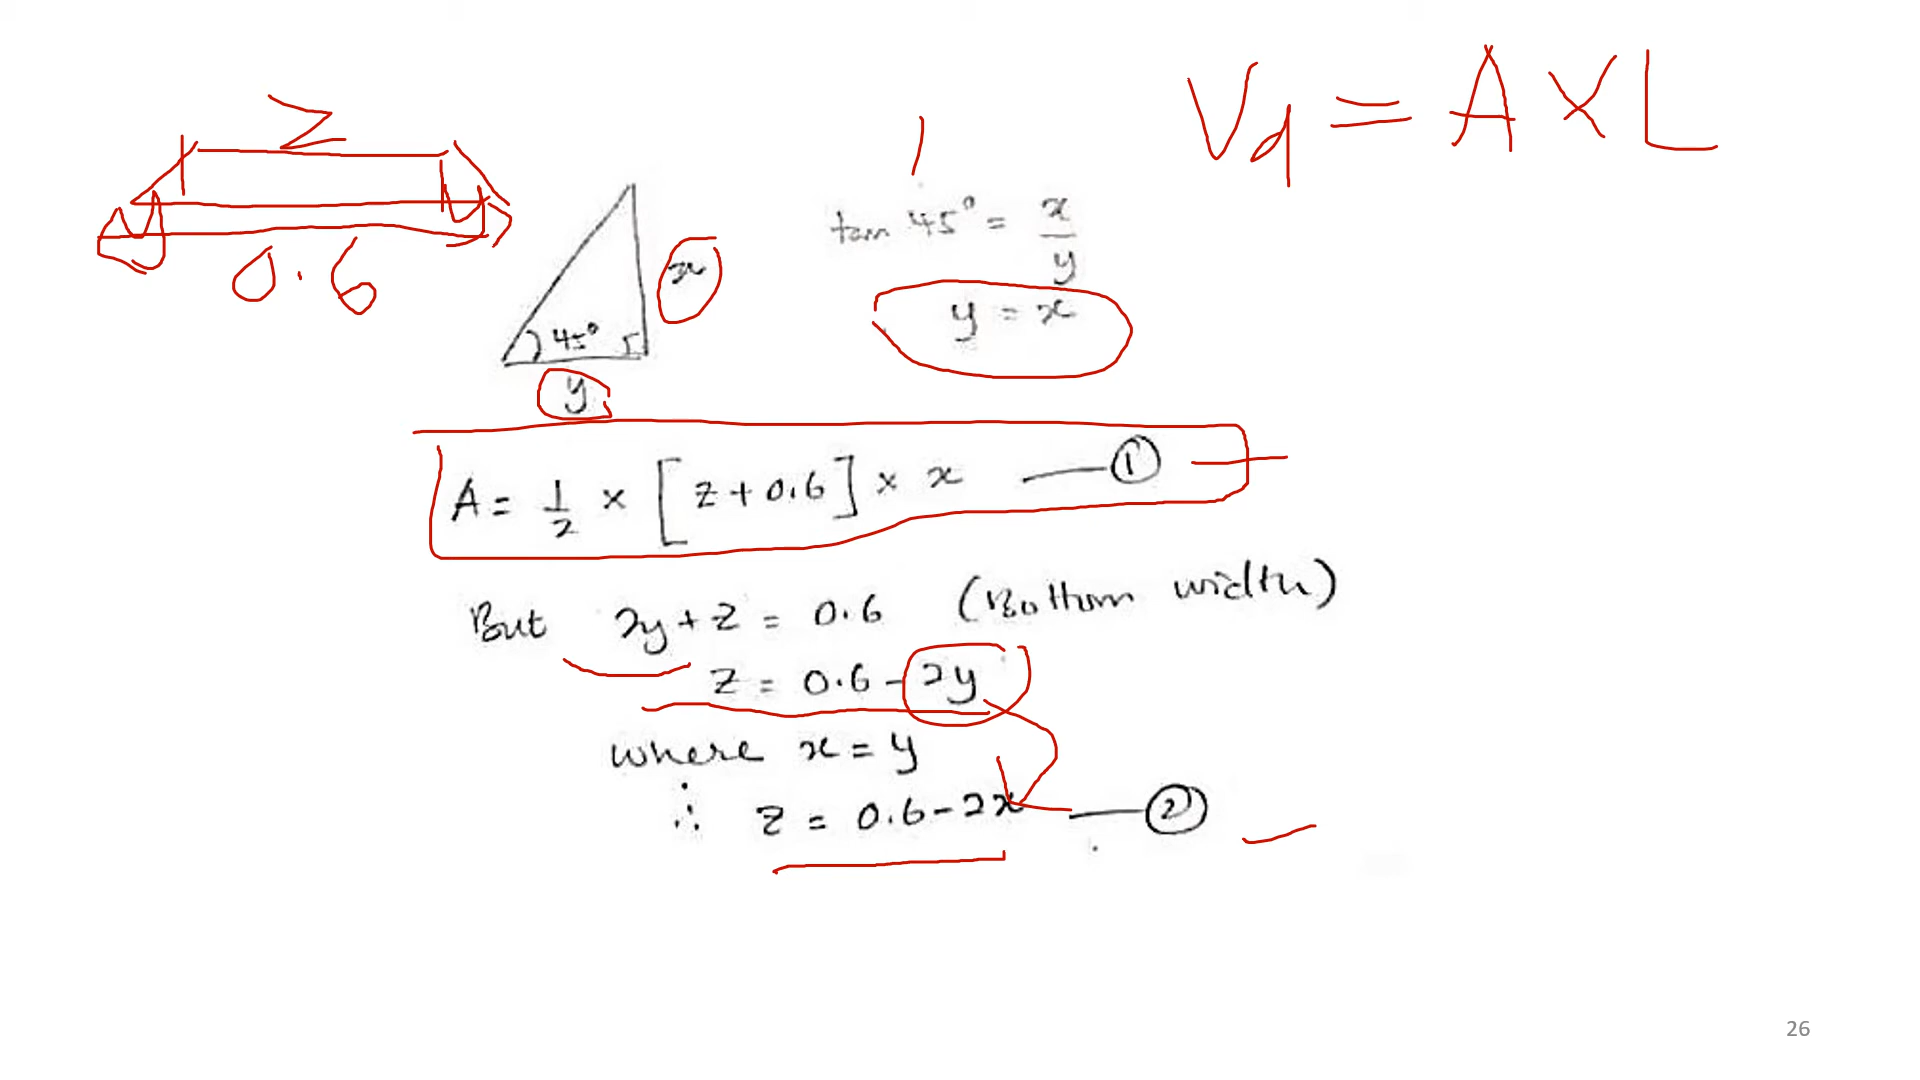 V_d = A × L
z
0.6
45°
x
y
tan 45° = x/y
y = x
A = 1/2 × [z + 0.6] × x —— ①
But 2y + z = 0.6 (Bottom width)
z = 0.6 - 2y
where x = y
∴ z = 0.6 - 2x —— ②
26